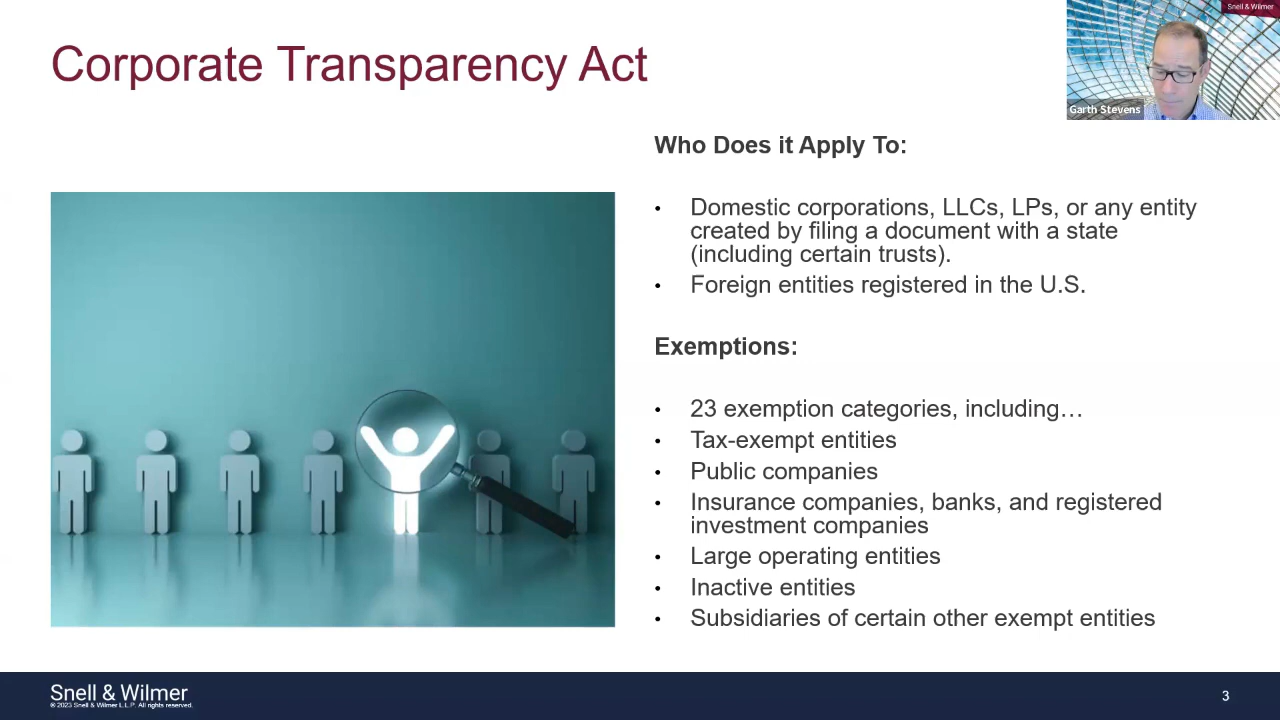 Corporate Transparency Act
Snell & Wilmer
Garth Stevens
Who Does it Apply To:
• Domestic corporations, LLCs, LPs, or any entity
created by filing a document with a state
(including certain trusts).
• Foreign entities registered in the U.S.
Exemptions:
• 23 exemption categories, including…
• Tax-exempt entities
• Public companies
• Insurance companies, banks, and registered
investment companies
• Large operating entities
• Inactive entities
• Subsidiaries of certain other exempt entities
Snell & Wilmer
© 2023 Snell & Wilmer L.L.P. All rights reserved.
3